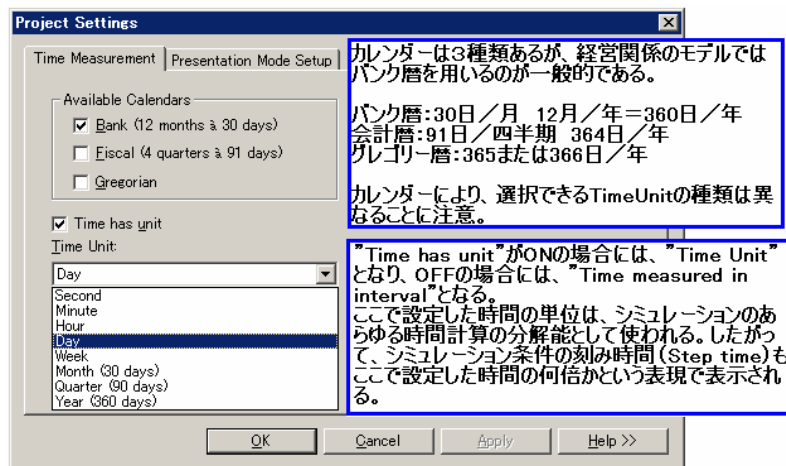 Project Settings
Time Measurement
Presentation Mode Setup
Available Calendars
Bank (12 months à 30 days)
Fiscal (4 quarters à 91 days)
Gregorian
Time has unit
Time Unit:
Day
Second
Minute
Hour
Day
Week
Month (30 days)
Quarter (90 days)
Year (360 days)
カレンダーは３種類あるが、経営関係のモデルでは
バンク暦を用いるのが一般的である。
バンク暦：30日／月　12月／年＝360日／年
会計暦：91日／四半期　364日／年
グレゴリー暦：365または366日／年
カレンダーにより、選択できるTimeUnitの種類は異
なることに注意。
”Time has unit”がONの場合には、”Time Unit”
となり、OFFの場合には、”Time measured in
interval”となる。
ここで設定した時間の単位は、シミュレーションのあ
らゆる時間計算の分解能として使われる。したがっ
て、シミュレーション条件の刻み時間（Step time）も
ここで設定した時間の何倍かという表現で表示され
る。
OK
Cancel
Apply
Help >>